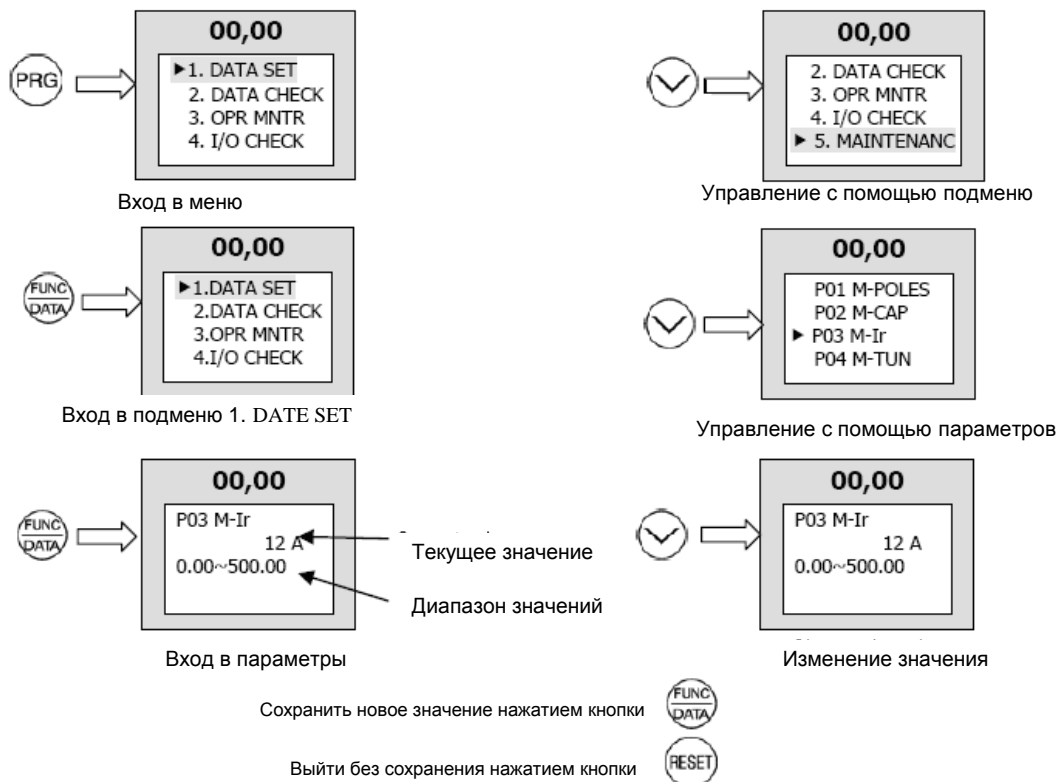 00,00
PRG
►1. DATA SET
2. DATA CHECK
3. OPR MNTR
4. I/O CHECK
Вход в меню
00,00
2. DATA CHECK
3. OPR MNTR
4. I/O CHECK
► 5. MAINTENANC
Управление с помощью подменю
00,00
FUNC
DATA
►1.DATA SET
2.DATA CHECK
3.OPR MNTR
4.I/O CHECK
Вход в подменю 1. DATE SET
00,00
P01 M-POLES
P02 M-CAP
► P03 M-Ir
P04 M-TUN
Управление с помощью параметров
00,00
FUNC
DATA
P03 M-Ir
12 A
0.00~500.00
Текущее значение
Диапазон значений
Вход в параметры
00,00
P03 M-Ir
12 A
0.00~500.00
Изменение значения
Сохранить новое значение нажатием кнопки
FUNC
DATA
Выйти без сохранения нажатием кнопки
RESET